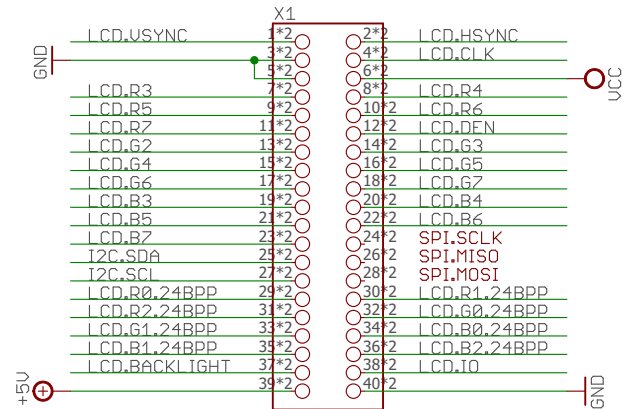 X1
LCD.VSYNC 1*2 2*2 LCD.HSYNC
GND 3*2 4*2 LCD.CLK
5*2 6*2 VCC
LCD.R3 7*2 8*2 LCD.R4
LCD.R5 9*2 10*2 LCD.R6
LCD.R7 11*2 12*2 LCD.DEN
LCD.G2 13*2 14*2 LCD.G3
LCD.G4 15*2 16*2 LCD.G5
LCD.G6 17*2 18*2 LCD.G7
LCD.B3 19*2 20*2 LCD.B4
LCD.B5 21*2 22*2 LCD.B6
LCD.B7 23*2 24*2 SPI.SCLK
I2C.SDA 25*2 26*2 SPI.MISO
I2C.SCL 27*2 28*2 SPI.MOSI
LCD.R0.24BPP 29*2 30*2 LCD.R1.24BPP
LCD.R2.24BPP 31*2 32*2 LCD.G0.24BPP
LCD.G1.24BPP 33*2 34*2 LCD.B0.24BPP
LCD.B1.24BPP 35*2 36*2 LCD.B2.24BPP
LCD.BACKLIGHT 37*2 38*2 LCD.IO
+5V 39*2 40*2 GND